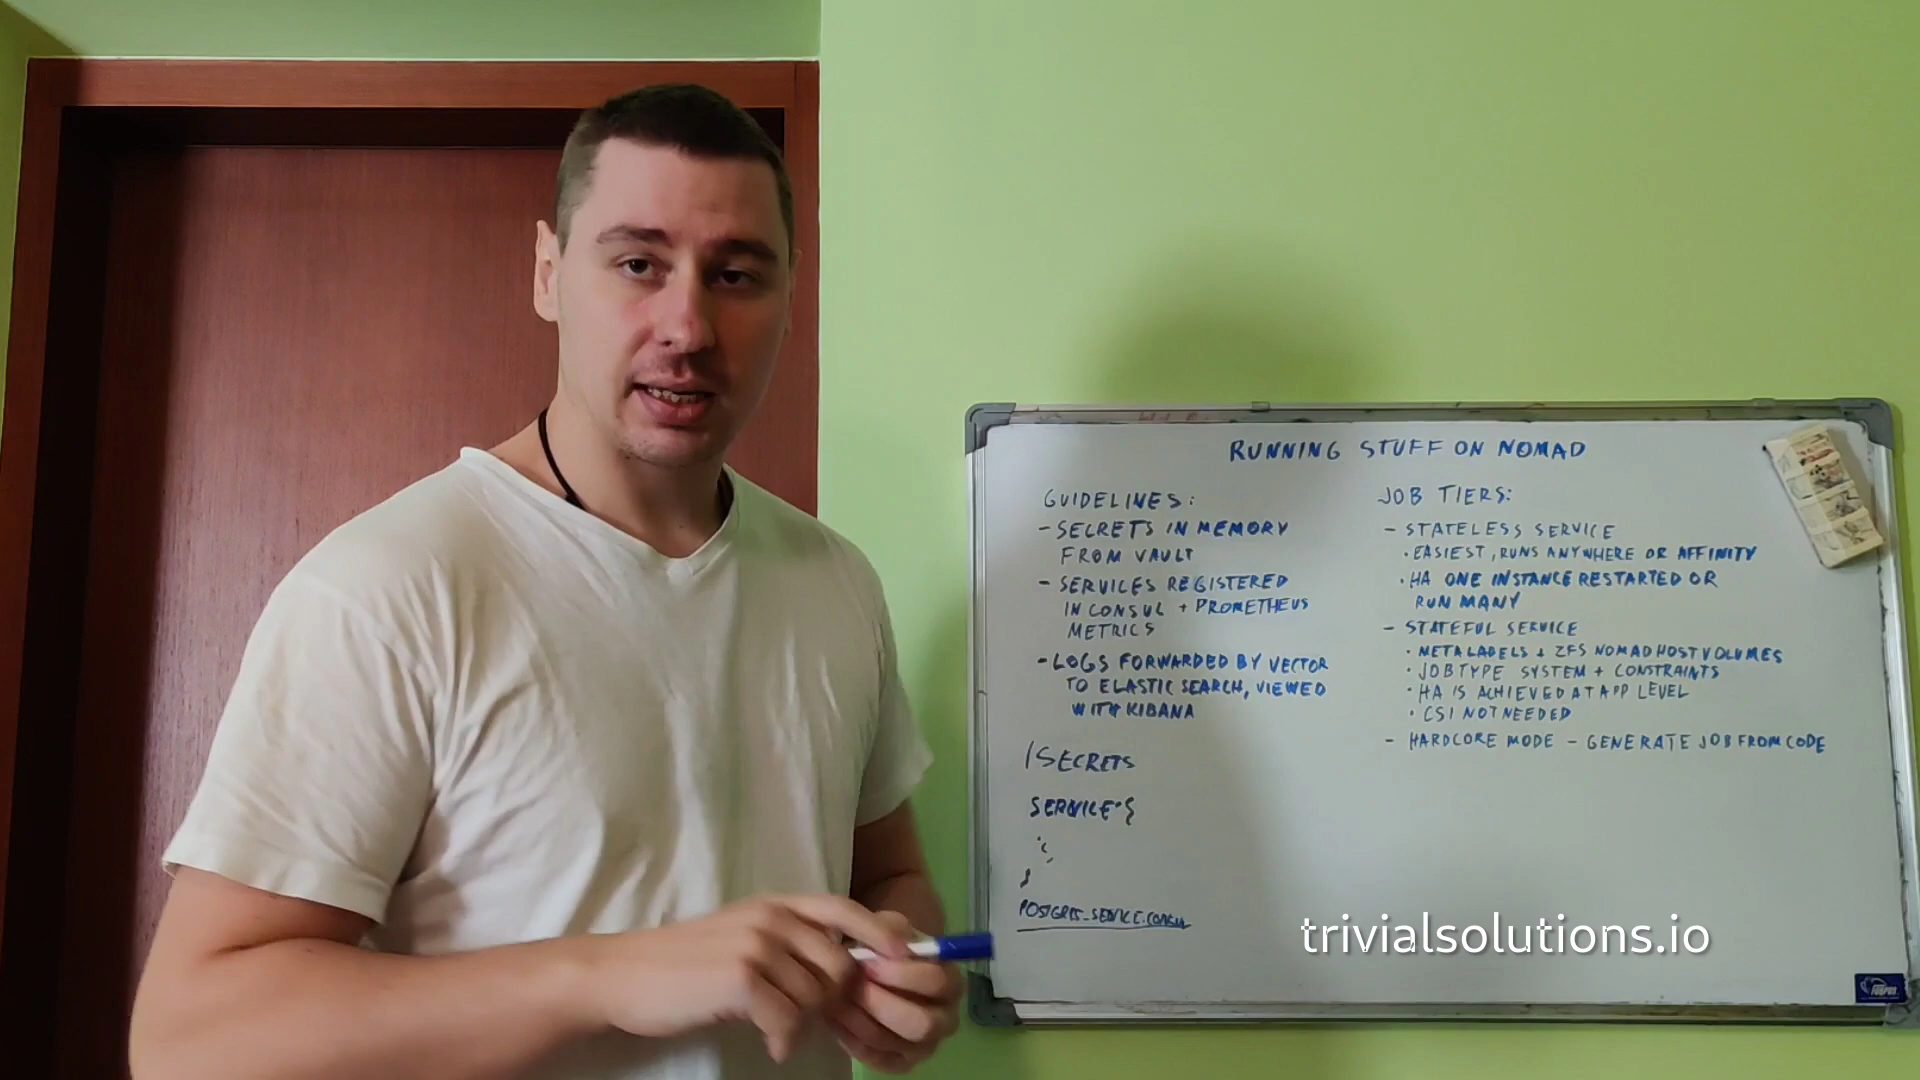 RUNNING STUFF ON NOMAD
GUIDELINES:
- SECRETS IN MEMORY
FROM VAULT
- SERVICES REGISTERED
IN CONSUL + PROMETHEUS
METRICS
- LOGS FORWARDED BY VECTOR
TO ELASTIC SEARCH, VIEWED
WITH KIBANA
/SECRETS
SERVICE {
}
JOB TIERS:
- STATELESS SERVICE
· EASIEST, RUNS ANYWHERE OR AFFINITY
· HA ONE INSTANCE RESTARTED OR
RUN MANY
- STATEFUL SERVICE
· META LABELS + ZFS NOMAD HOST VOLUMES
· JOB TYPE SYSTEM + CONSTRAINTS
· HA IS ACHIEVED AT APP LEVEL
· CSI NOT NEEDED
- HARDCORE MODE - GENERATE JOB FROM CODE
trivialsolutions.io